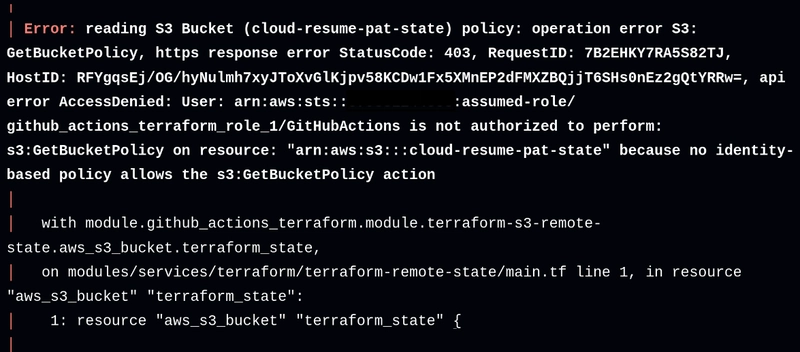 │ Error: reading S3 Bucket (cloud-resume-pat-state) policy: operation error S3:
GetBucketPolicy, https response error StatusCode: 403, RequestID: 7B2EHKY7RA5S82TJ,
HostID: RFYgqsEj/OG/hyNulmh7xyJToXvGlKjpv58KCDw1Fx5XMnEP2dFMXZBQjjT6SHs0nEz2gQtYRRw=, api
error AccessDenied: User: arn:aws:sts:: :assumed-role/
github_actions_terraform_role_1/GitHubActions is not authorized to perform:
s3:GetBucketPolicy on resource: "arn:aws:s3:::cloud-resume-pat-state" because no identity-
based policy allows the s3:GetBucketPolicy action
│
│   with module.github_actions_terraform.module.terraform-s3-remote-
state.aws_s3_bucket.terraform_state,
│   on modules/services/terraform/terraform-remote-state/main.tf line 1, in resource
"aws_s3_bucket" "terraform_state":
│    1: resource "aws_s3_bucket" "terraform_state" {
│